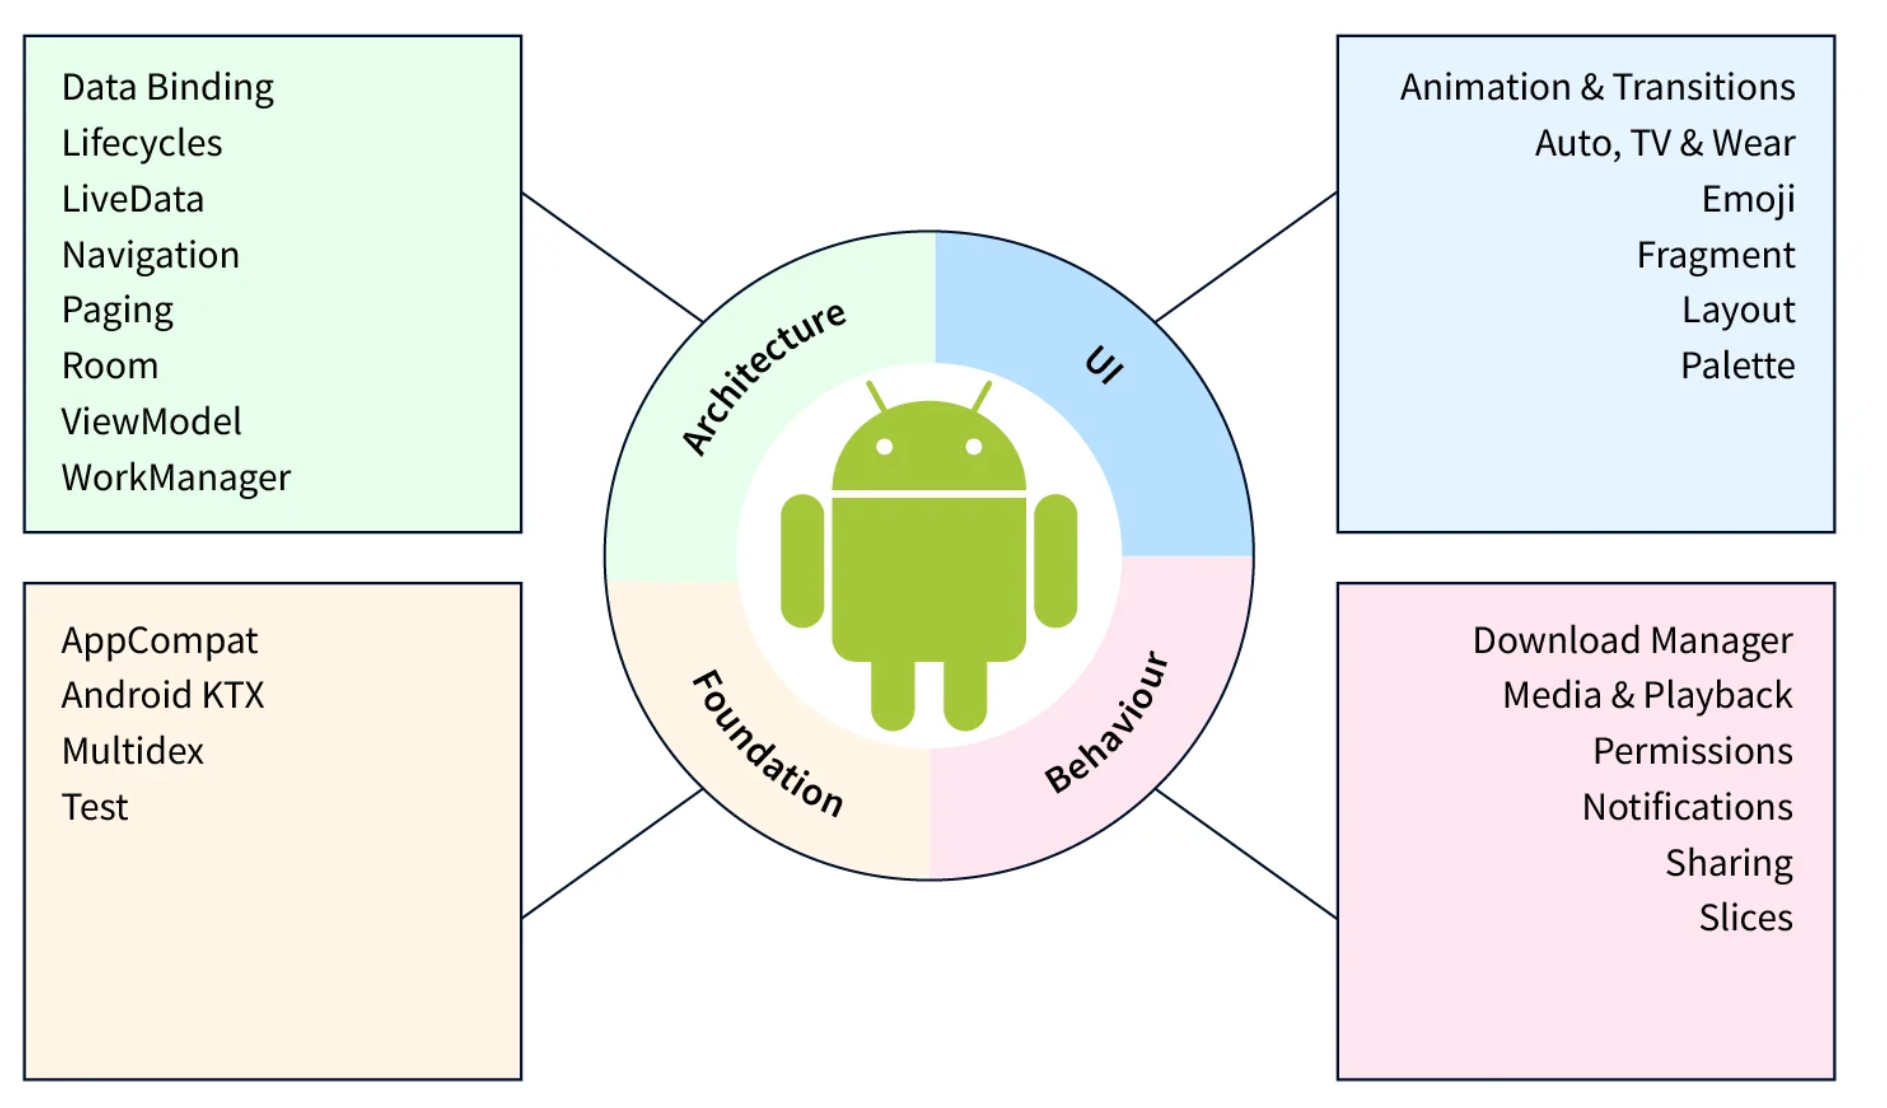 Data Binding
Lifecycles
LiveData
Navigation
Paging
Room
ViewModel
WorkManager
Animation & Transitions
Auto, TV & Wear
Emoji
Fragment
Layout
Palette
Architecture
UI
Foundation
Behaviour
AppCompat
Android KTX
Multidex
Test
Download Manager
Media & Playback
Permissions
Notifications
Sharing
Slices